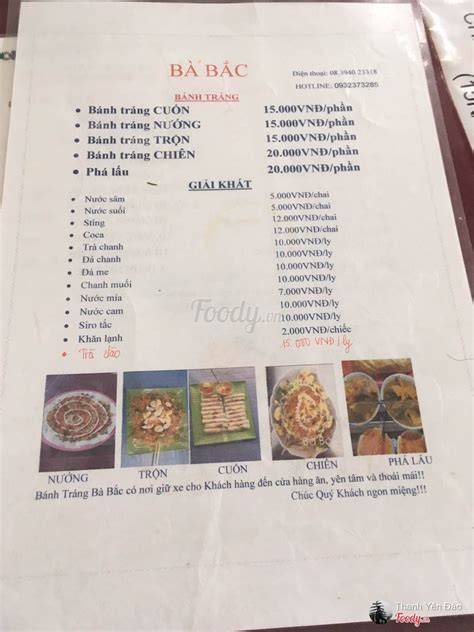 BÀ BẮC
Điện thoại: 08.3940
HOTLINE: 0932373285
BÁNH TRÁNG
Bánh tráng CUỐN 15.000VNĐ/phần
Bánh tráng NƯỚNG 15.000VNĐ/phần
Bánh tráng TRỘN 15.000VNĐ/phần
Bánh tráng CHIÊN 20.000VNĐ/phần
Phá lấu 20.000VNĐ/phần
GIẢI KHÁT
Nước sâm 5.000VNĐ/chai
Nước suối 5.000VNĐ/chai
Sting 12.000VNĐ/chai
Coca 12.000VNĐ/chai
Trà chanh 10.000VNĐ/ly
Đá chanh 10.000VNĐ/ly
Đá me 10.000VNĐ/ly
Chanh muối 10.000VNĐ/ly
Nước mía 7.000VNĐ/ly
Nước cam 10.000VNĐ/ly
Siro tắc 10.000VNĐ/ly
Khăn lạnh 2.000VNĐ/chiếc
Trà đào 15.000 VNĐ/ly
Foody.vn
NƯỚNG TRỘN CUỐN CHIÊN PHÁ LẤU
Bánh Tráng Bà Bắc có nơi giữ xe cho Khách hàng đến cửa hàng ăn, yên tâm và thoải mái!!
Chúc Quý Khách ngon miệng!!!
Thanh Yên Đào
Foody.vn